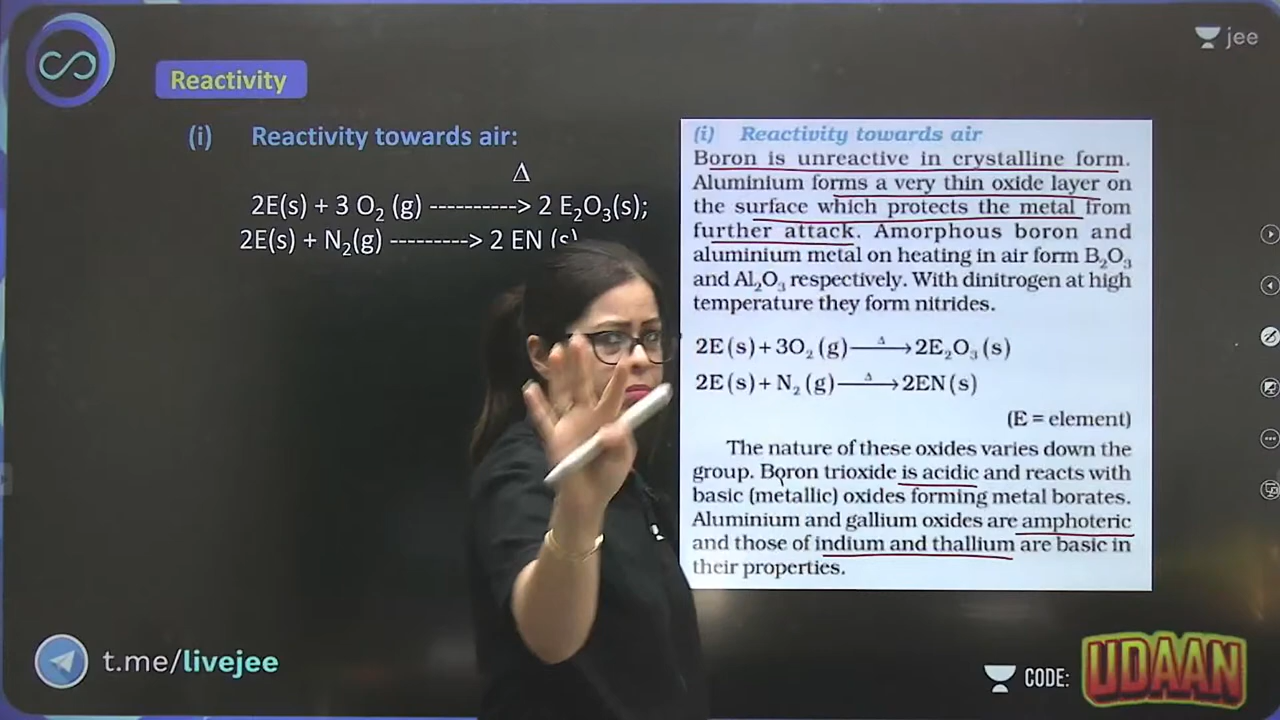 jee
Reactivity
(i) Reactivity towards air:
Δ
2E(s) + 3 O₂ (g) ----------> 2 E₂O₃(s);
2E(s) + N₂(g) ---------> 2 EN (s)
(i) Reactivity towards air
Boron is unreactive in crystalline form.
Aluminium forms a very thin oxide layer on
the surface which protects the metal from
further attack. Amorphous boron and
aluminium metal on heating in air form B₂O₃
and Al₂O₃ respectively. With dinitrogen at high
temperature they form nitrides.
2E(s)+3O₂(g) —Δ→ 2E₂O₃(s)
2E(s)+N₂(g) —Δ→ 2EN(s)
(E = element)
The nature of these oxides varies down the
group. Boron trioxide is acidic and reacts with
basic (metallic) oxides forming metal borates.
Aluminium and gallium oxides are amphoteric
and those of indium and thallium are basic in
their properties.
t.me/livejee
CODE: UDAAN